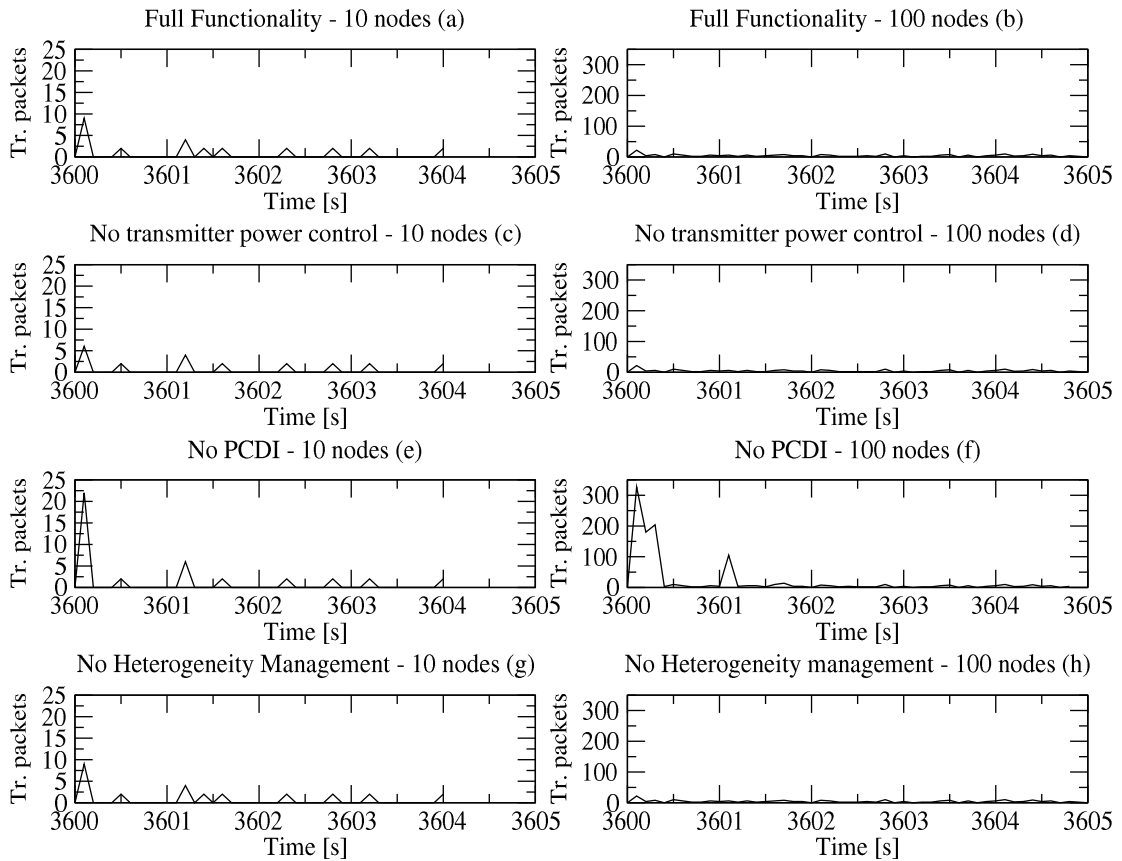 Full Functionality - 10 nodes (a)
Tr. packets
25
20
15
10
5
0
3600 3601 3602 3603 3604 3605
Time [s]
Full Functionality - 100 nodes (b)
Tr. packets
300
200
100
0
3600 3601 3602 3603 3604 3605
Time [s]
No transmitter power control - 10 nodes (c)
Tr. packets
25
20
15
10
5
0
3600 3601 3602 3603 3604 3605
Time [s]
No transmitter power control - 100 nodes (d)
Tr. packets
300
200
100
0
3600 3601 3602 3603 3604 3605
Time [s]
No PCDI - 10 nodes (e)
Tr. packets
25
20
15
10
5
0
3600 3601 3602 3603 3604 3605
Time [s]
No PCDI - 100 nodes (f)
Tr. packets
300
200
100
0
3600 3601 3602 3603 3604 3605
Time [s]
No Heterogeneity Management - 10 nodes (g)
Tr. packets
25
20
15
10
5
0
3600 3601 3602 3603 3604 3605
Time [s]
No Heterogeneity management - 100 nodes (h)
Tr. packets
300
200
100
0
3600 3601 3602 3603 3604 3605
Time [s]